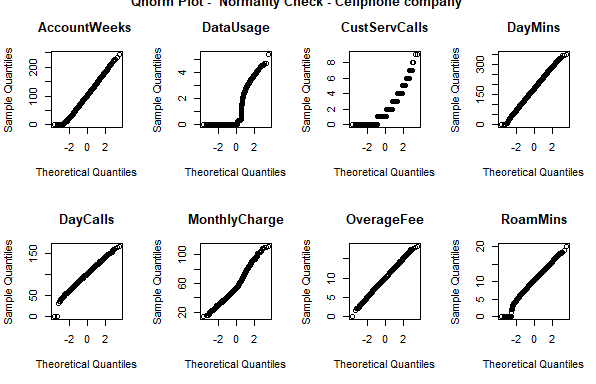 Qnorm Plot - Normality Check - Cellphone company
AccountWeeks
DataUsage
CustServCalls
DayMins
Sample Quantiles
0 100 200
-2 0 2
Theoretical Quantiles
Sample Quantiles
0 2 4
-2 0 2
Theoretical Quantiles
Sample Quantiles
0 2 4 6 8
-2 0 2
Theoretical Quantiles
Sample Quantiles
0 150 300
-2 0 2
Theoretical Quantiles
DayCalls
MonthlyCharge
OverageFee
RoamMins
Sample Quantiles
0 50 150
-2 0 2
Theoretical Quantiles
Sample Quantiles
20 60 100
-2 0 2
Theoretical Quantiles
Sample Quantiles
0 5 10
-2 0 2
Theoretical Quantiles
Sample Quantiles
0 5 10 20
-2 0 2
Theoretical Quantiles